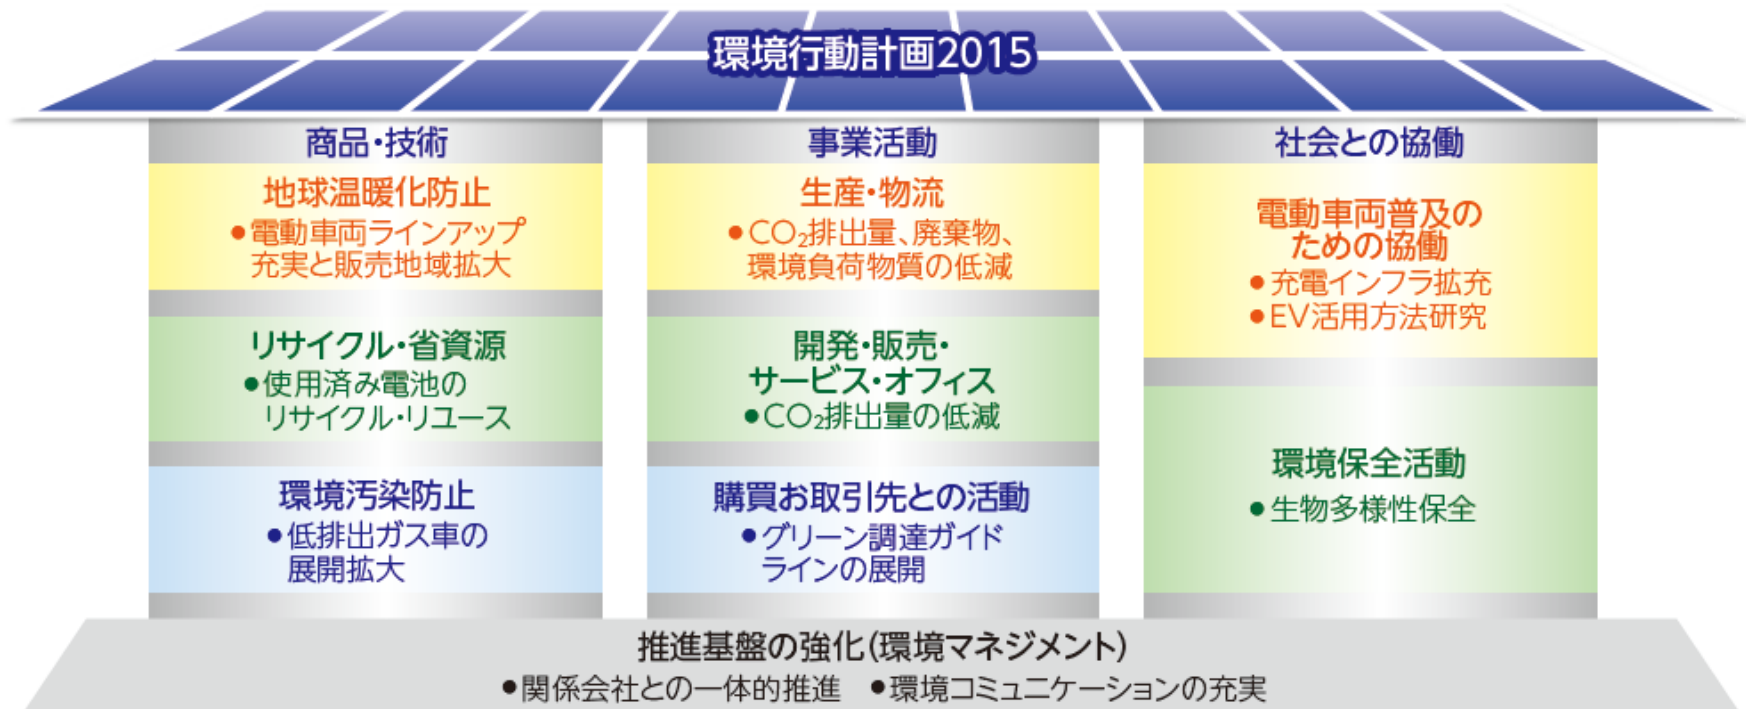 環境行動計画2015
商品・技術
地球温暖化防止
●電動車両ラインアップ
充実と販売地域拡大
リサイクル・省資源
●使用済み電池の
リサイクル・リユース
環境汚染防止
●低排出ガス車の
展開拡大
事業活動
生産・物流
●CO₂排出量、廃棄物、
環境負荷物質の低減
開発・販売・
サービス・オフィス
●CO₂排出量の低減
購買お取引先との活動
●グリーン調達ガイド
ラインの展開
社会との協働
電動車両普及の
ための協働
●充電インフラ拡充
●EV活用方法研究
環境保全活動
●生物多様性保全
推進基盤の強化(環境マネジメント)
●関係会社との一体的推進 ●環境コミュニケーションの充実